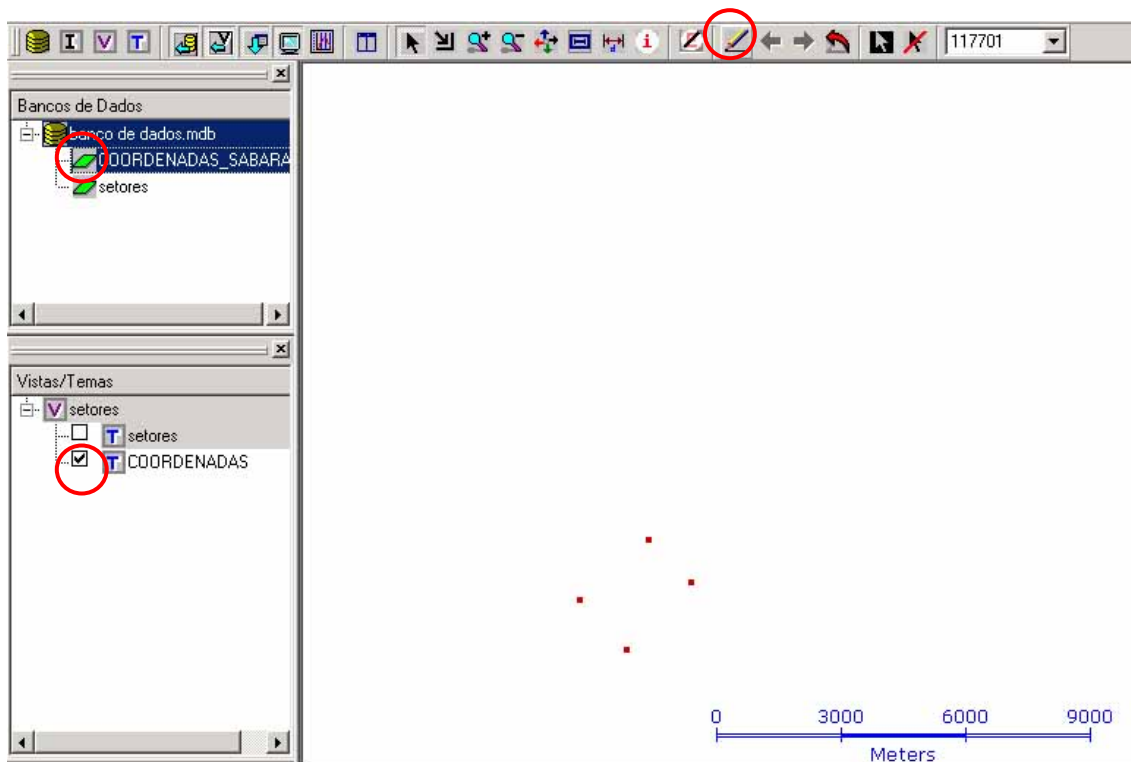 I V T 117701
Bancos de Dados
banco de dados.mdb
COORDENADAS_SABARA
setores
Vistas/Temas
V setores
T setores
T COORDENADAS
0 3000 6000 9000
Meters